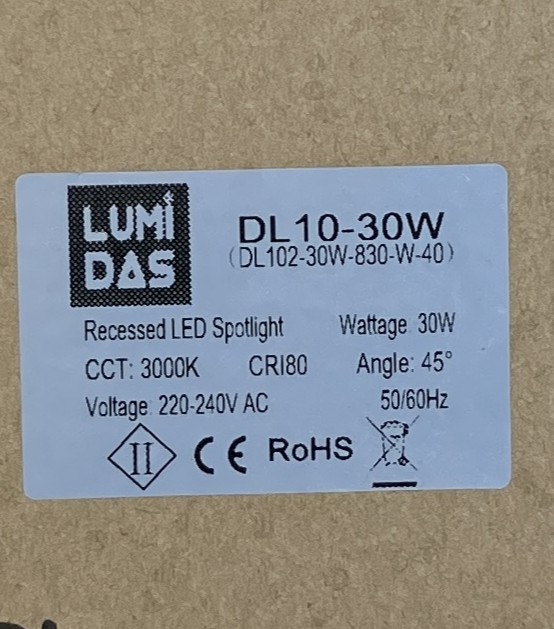 LUMI
DAS
DL10-30W
(DL102-30W-830-W-40)
Recessed LED Spotlight Wattage: 30W
CCT: 3000K CRI80 Angle: 45°
Voltage: 220-240V AC 50/60Hz
II CE RoHS